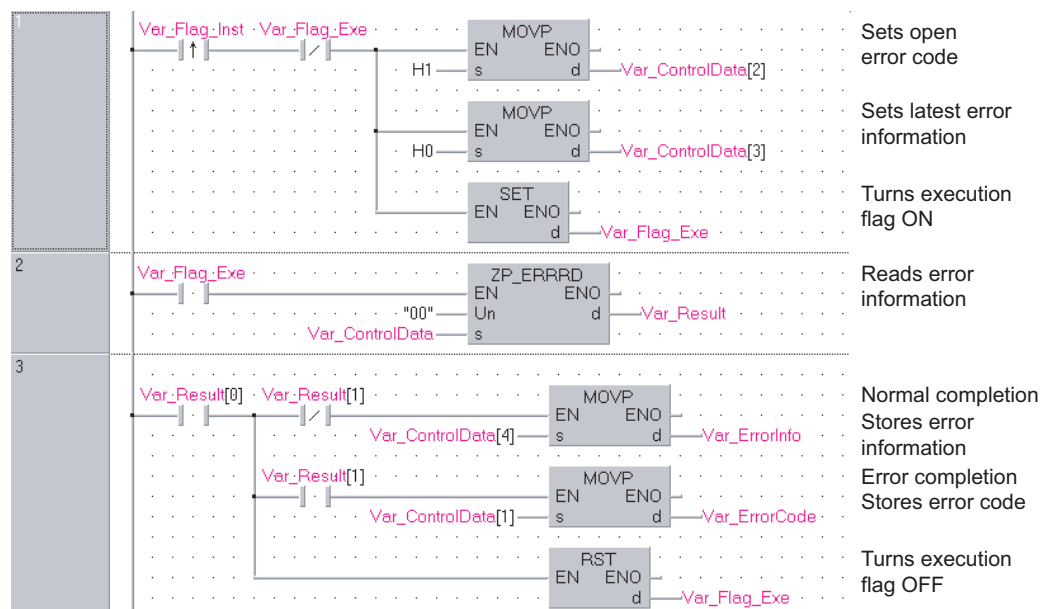 1
Var_Flag_Inst Var_Flag_Exe
MOVP
EN ENO
H1 s d Var_ControlData[2]
Sets open
error code
MOVP
EN ENO
H0 s d Var_ControlData[3]
Sets latest error
information
SET
EN ENO
d Var_Flag_Exe
Turns execution
flag ON
2
Var_Flag_Exe
ZP_ERRRD
EN ENO
"00" Un d Var_Result
Var_ControlData s
Reads error
information
3
Var_Result[0] Var_Result[1]
MOVP
EN ENO
Var_ControlData[4] s d Var_ErrorInfo
Normal completion
Stores error
information
Var_Result[1]
MOVP
EN ENO
Var_ControlData[1] s d Var_ErrorCode
Error completion
Stores error code
RST
EN ENO
d Var_Flag_Exe
Turns execution
flag OFF